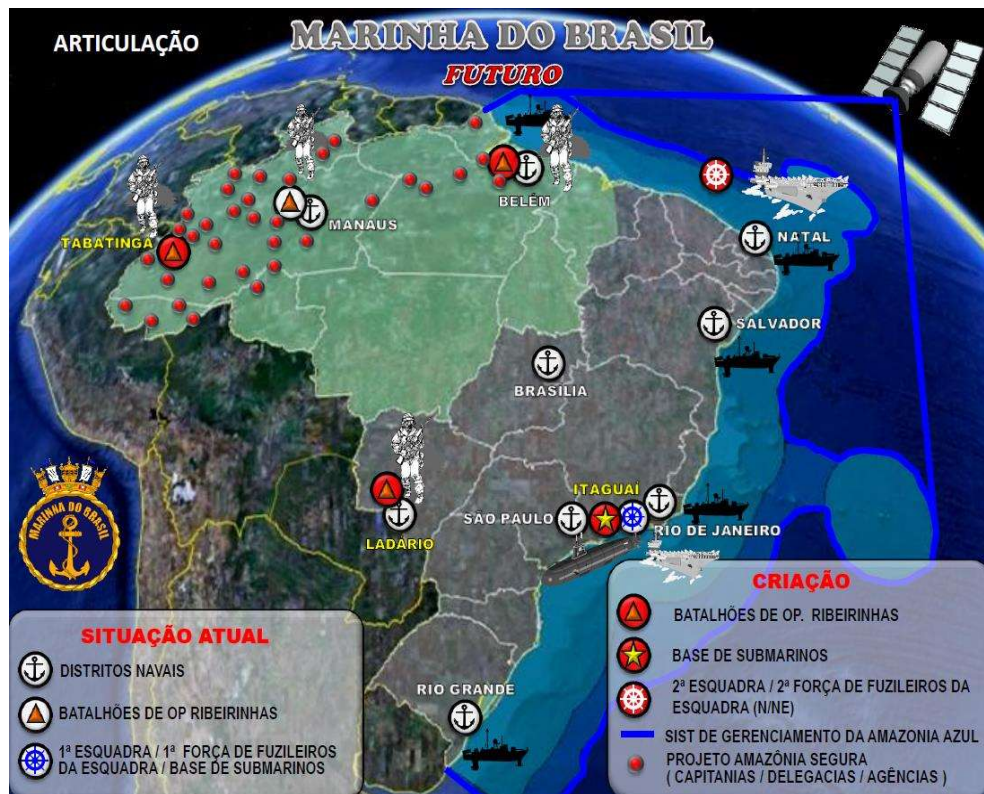 ARTICULAÇÃO
MARINHA DO BRASIL
FUTURO
BELÉM
MANAUS
TABATINGA
NATAL
SALVADOR
BRASÍLIA
ITAGUAÍ
SÃO PAULO
RIO DE JANEIRO
LADÁRIO
MARINHA DO BRASIL
RIO GRANDE
SITUAÇÃO ATUAL
DISTRITOS NAVAIS
BATALHÕES DE OP RIBEIRINHAS
1ª ESQUADRA / 1ª FORÇA DE FUZILEIROS
DA ESQUADRA / BASE DE SUBMARINOS
CRIAÇÃO
BATALHÕES DE OP. RIBEIRINHAS
BASE DE SUBMARINOS
2ª ESQUADRA / 2ª FORÇA DE FUZILEIROS DA
ESQUADRA (N/NE)
SIST DE GERENCIAMENTO DA AMAZONIA AZUL
PROJETO AMAZÔNIA SEGURA
( CAPITANIAS / DELEGACIAS / AGÊNCIAS )